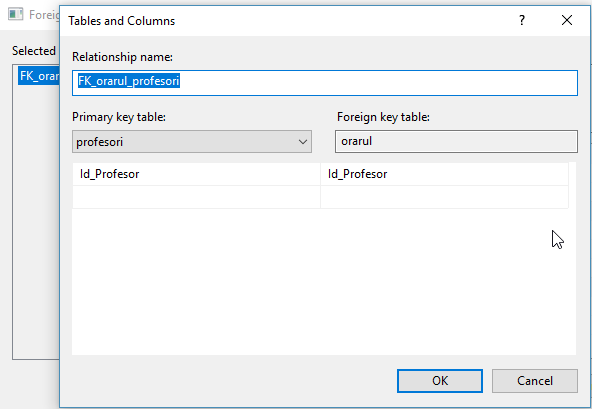 Foreig
Tables and Columns
?
Selected
FK_orar
Relationship name:
FK_orarul_profesori
Primary key table:
Foreign key table:
profesori
orarul
Id_Profesor
Id_Profesor
OK
Cancel